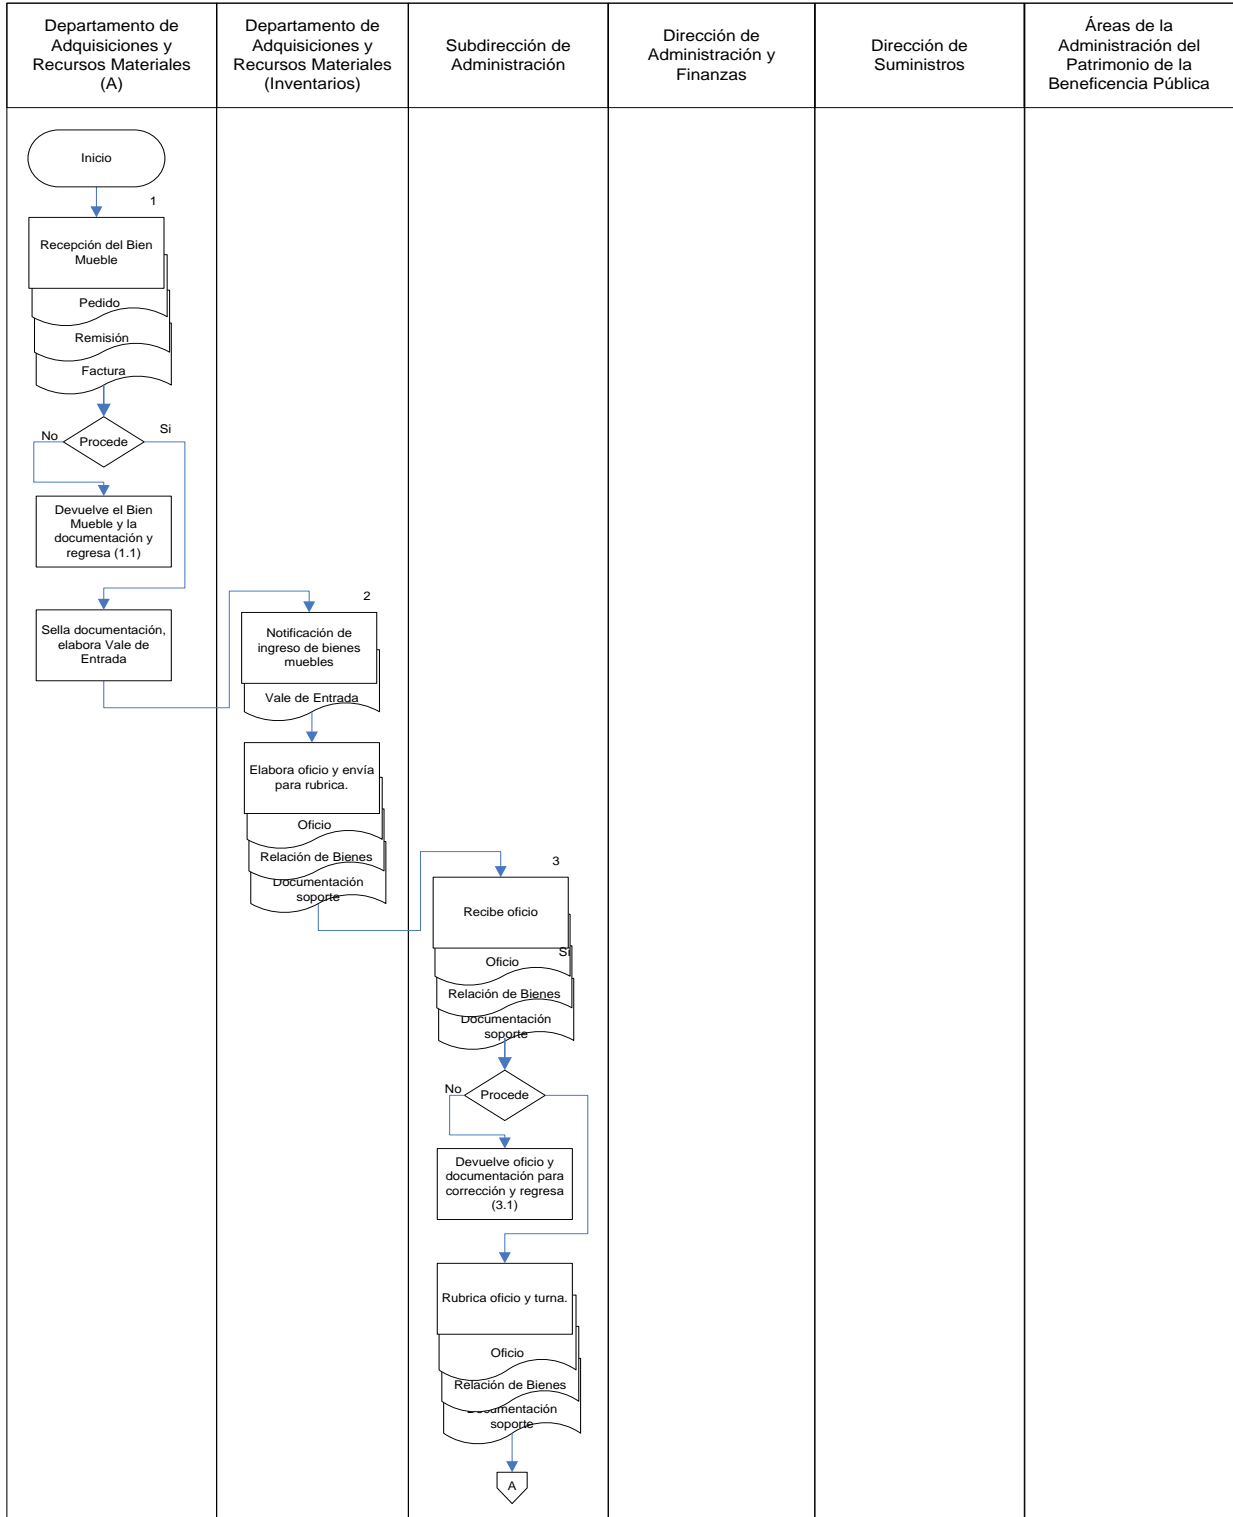 Departamento de
Adquisiciones y
Recursos Materiales
(A)
Departamento de
Adquisiciones y
Recursos Materiales
(Inventarios)
Subdirección de
Administración
Dirección de
Administración y
Finanzas
Dirección de
Suministros
Áreas de la
Administración del
Patrimonio de la
Beneficencia Pública
Inicio
1
Recepción del Bien
Mueble
Pedido
Remisión
Factura
No
Procede
Si
Devuelve el Bien
Mueble y la
documentación y
regresa (1.1)
Sella documentación,
elabora Vale de
Entrada
2
Notificación de
ingreso de bienes
muebles
Vale de Entrada
Elabora oficio y envía
para rubrica.
Oficio
Relación de Bienes
Documentación
soporte
3
Recibe oficio
Si
Oficio
Relación de Bienes
Documentación
soporte
No
Procede
Devuelve oficio y
documentación para
corrección y regresa
(3.1)
Rubrica oficio y turna.
Oficio
Relación de Bienes
Documentación
soporte
A